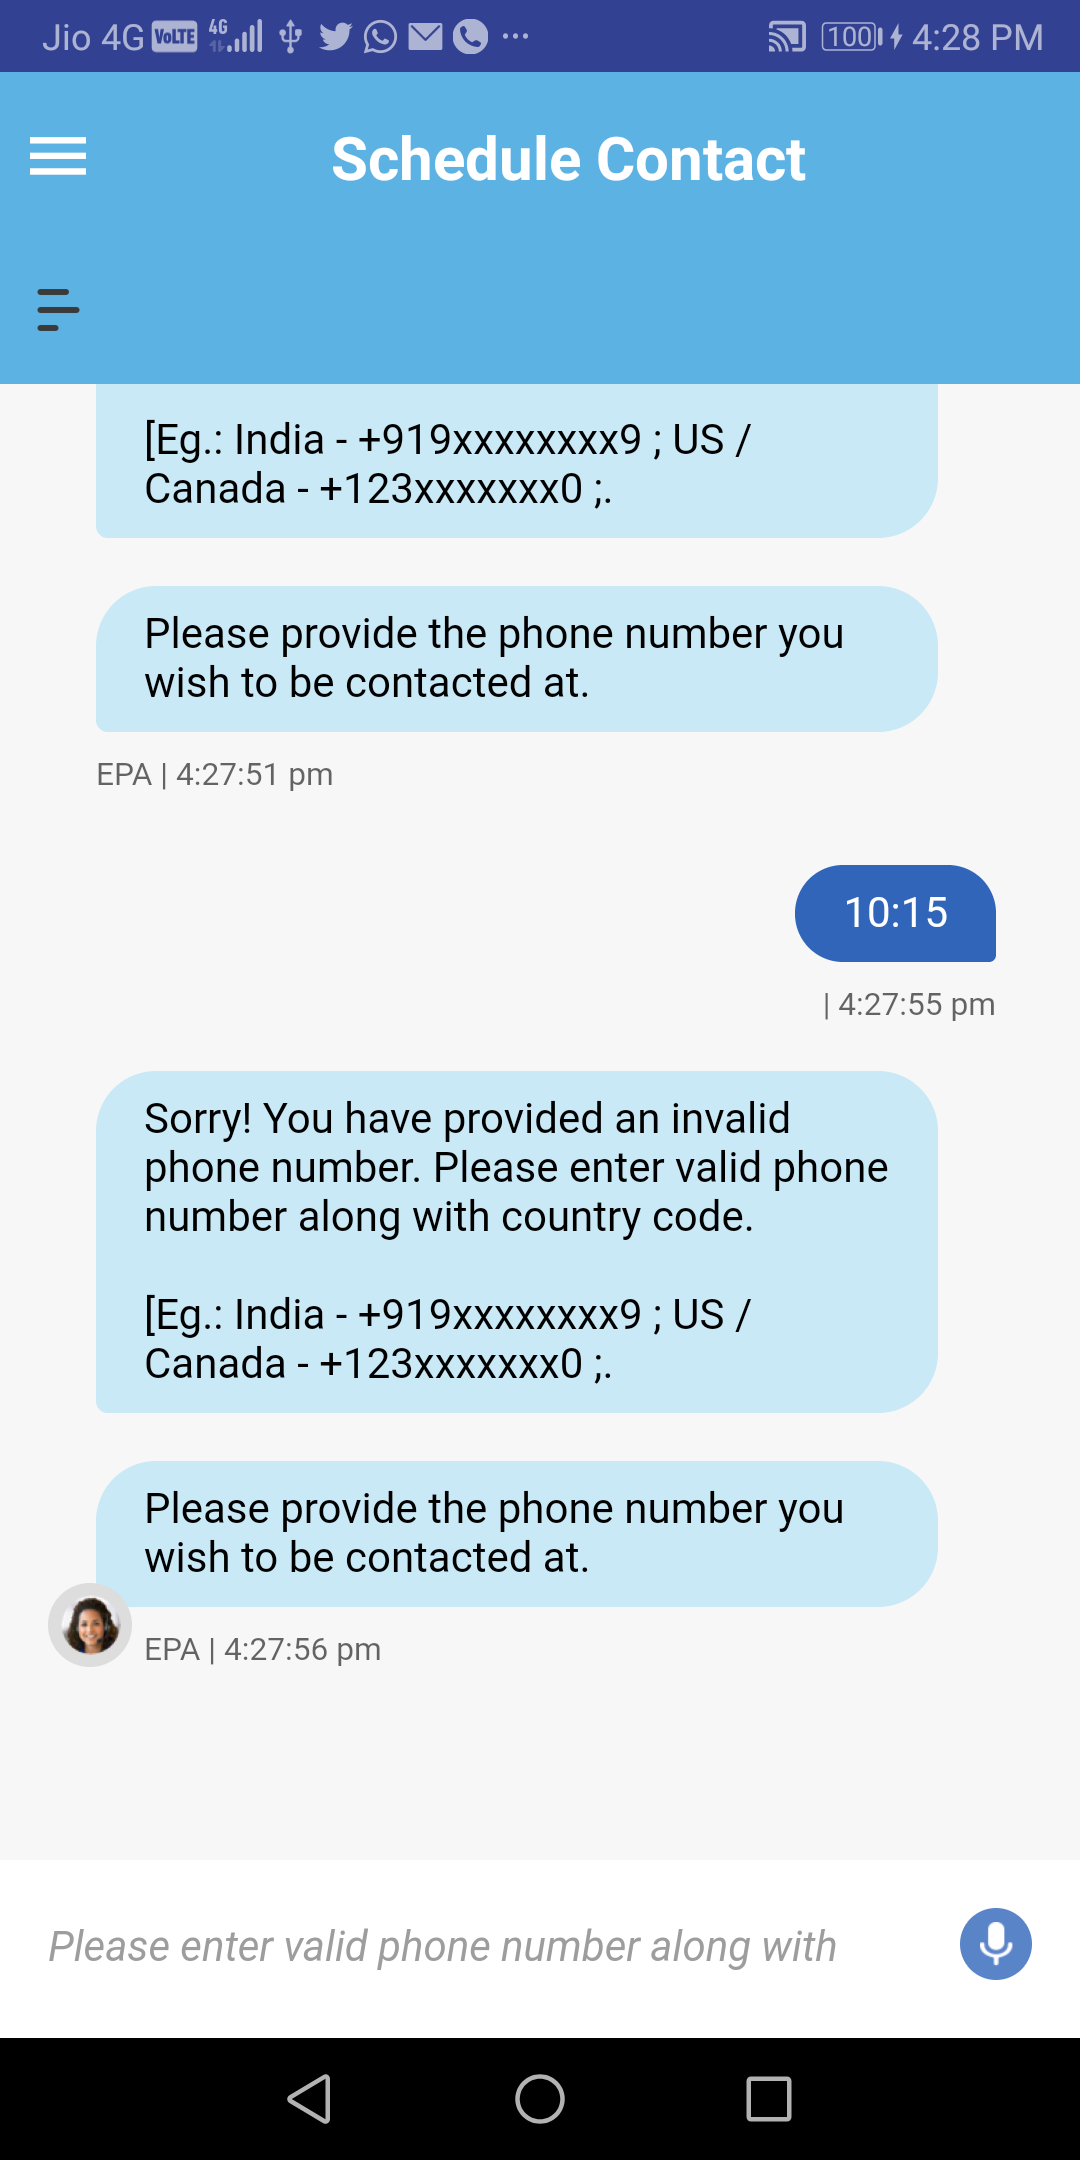 Jio 4G VoLTE 4G 100 4:28 PM
Schedule Contact
[Eg.: India - +919xxxxxxxx9 ; US /
Canada - +123xxxxxxx0 ;.
Please provide the phone number you
wish to be contacted at.
EPA | 4:27:51 pm
10:15
| 4:27:55 pm
Sorry! You have provided an invalid
phone number. Please enter valid phone
number along with country code.
[Eg.: India - +919xxxxxxxx9 ; US /
Canada - +123xxxxxxx0 ;.
Please provide the phone number you
wish to be contacted at.
EPA | 4:27:56 pm
Please enter valid phone number along with